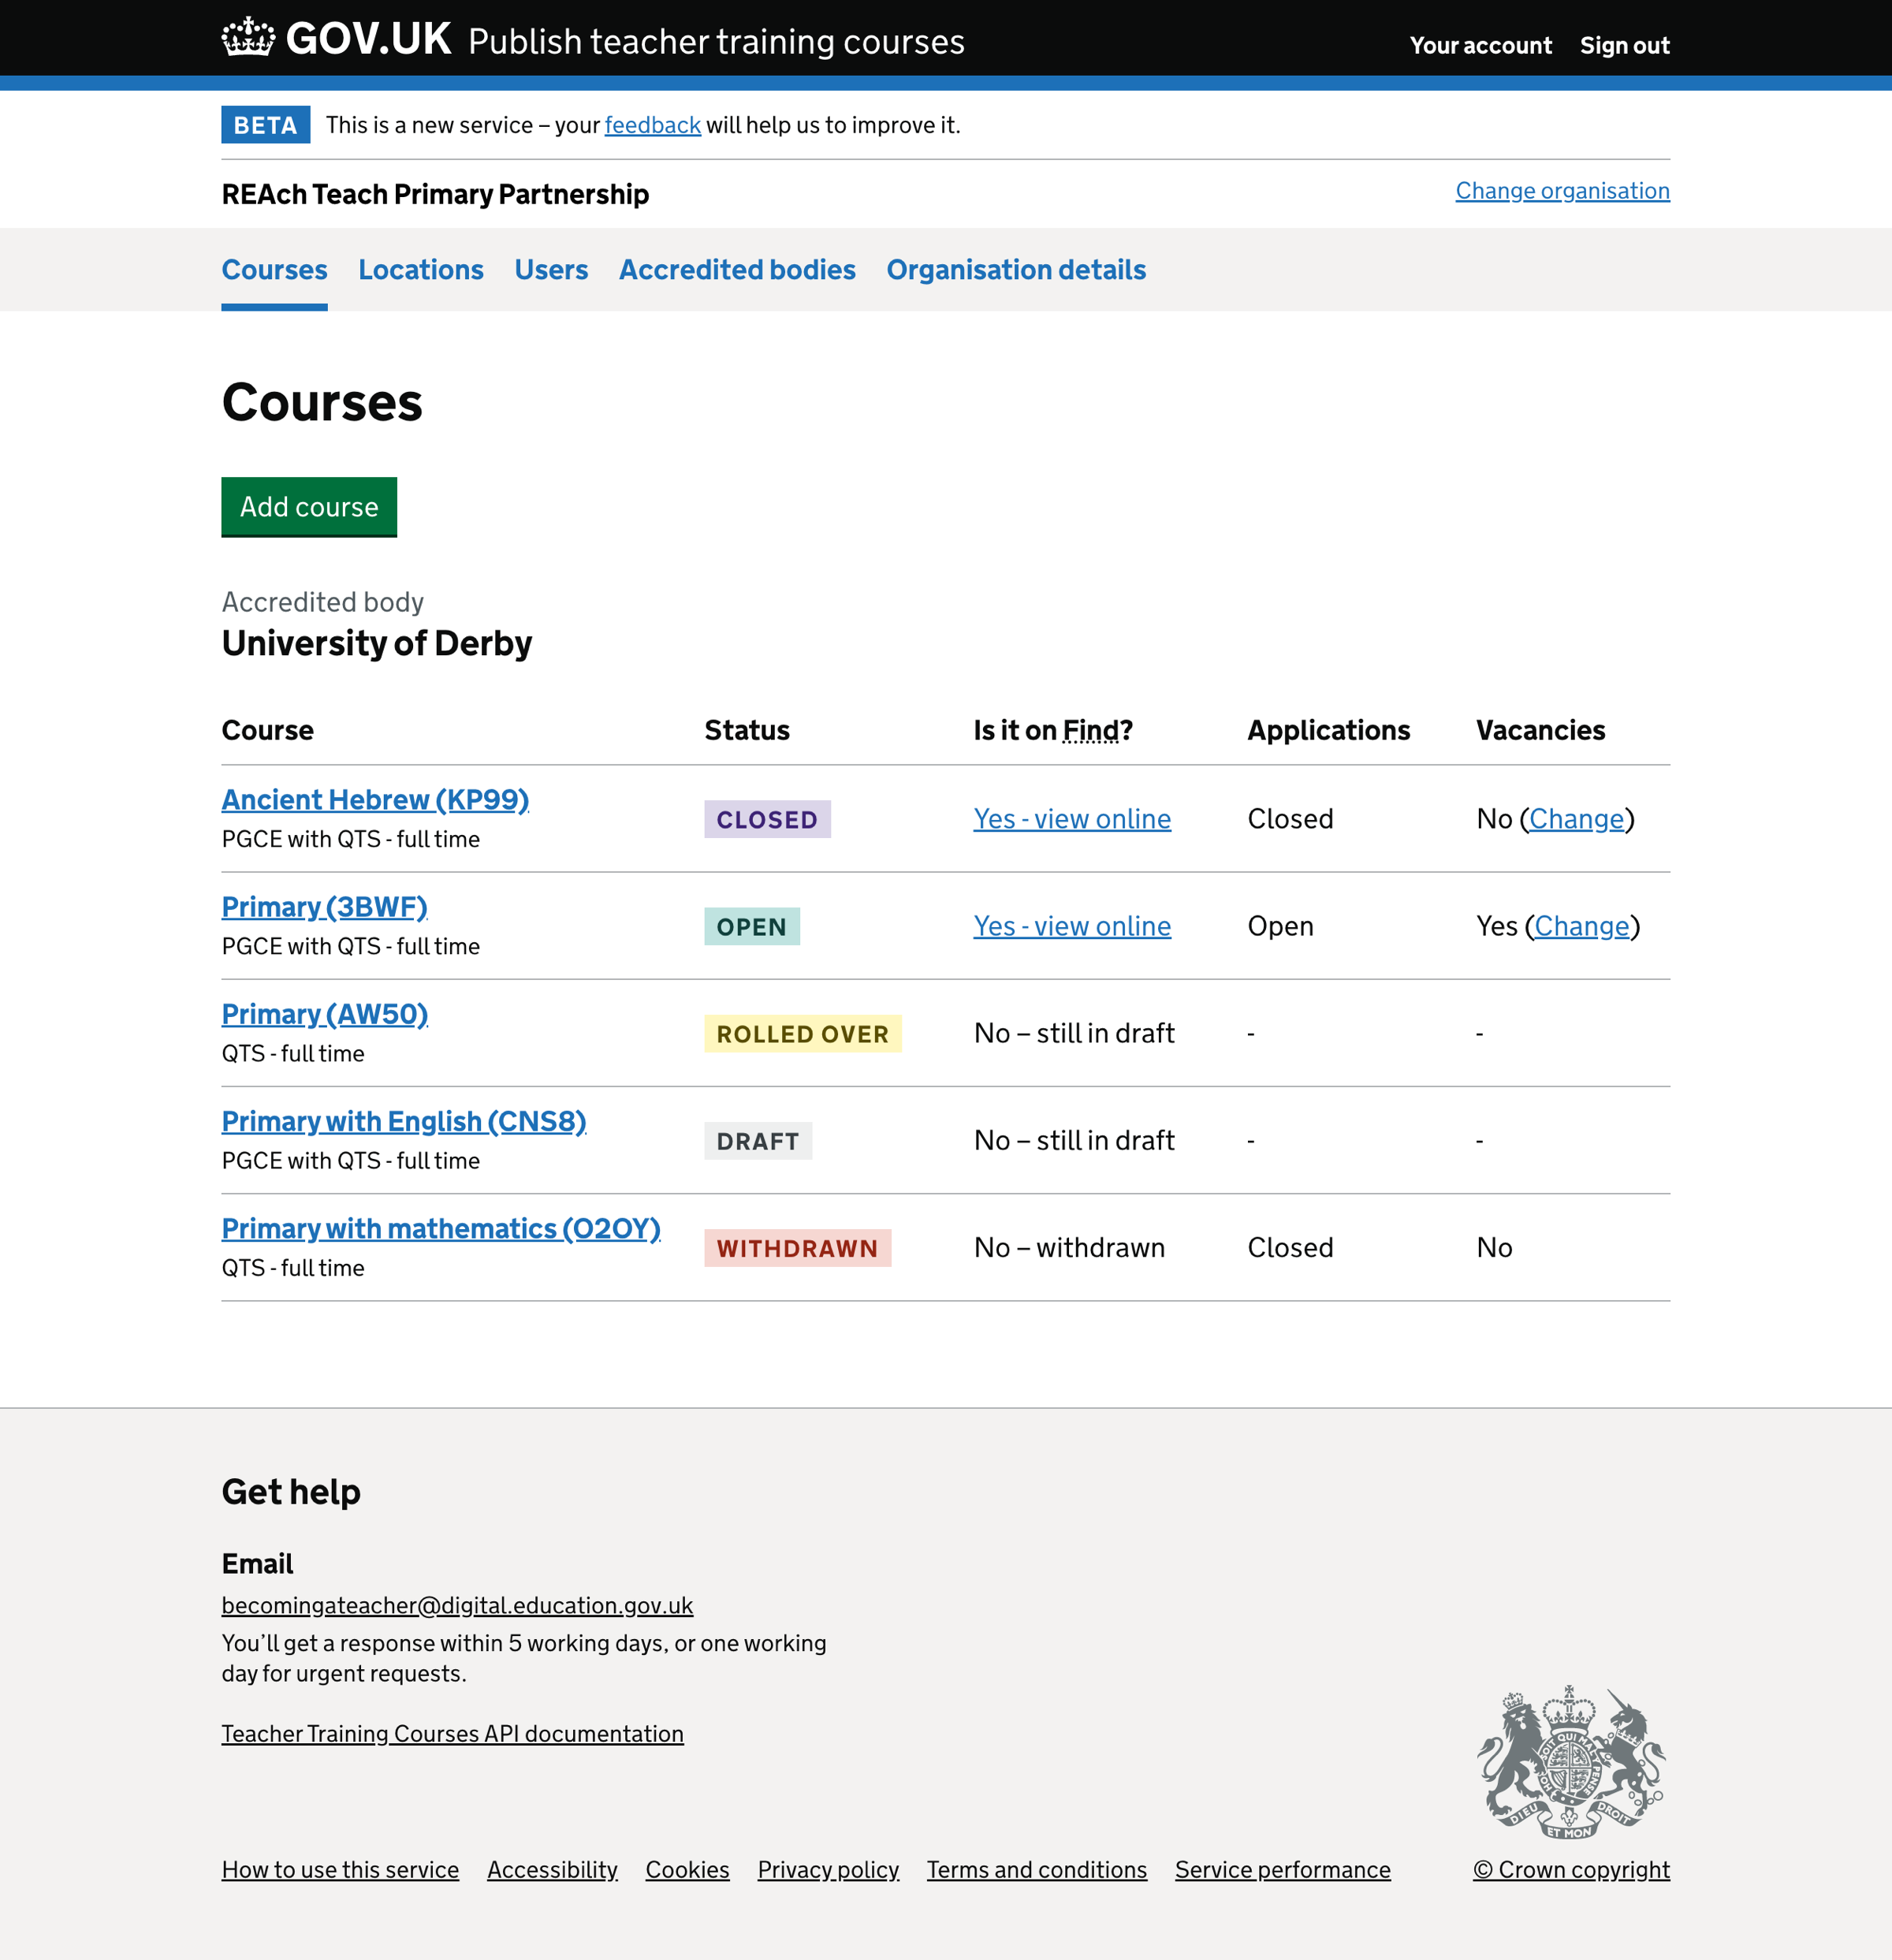 GOV.UK Publish teacher training courses Your account Sign out
BETA This is a new service – your feedback will help us to improve it.
REAch Teach Primary Partnership Change organisation
Courses Locations Users Accredited bodies Organisation details
Courses
Add course
Accredited body
University of Derby
Course Status Is it on Find? Applications Vacancies
Ancient Hebrew (KP99)
PGCE with QTS - full time
CLOSED Yes - view online Closed No (Change)
Primary (3BWF)
PGCE with QTS - full time
OPEN Yes - view online Open Yes (Change)
Primary (AW50)
QTS - full time
ROLLED OVER No – still in draft - -
Primary with English (CNS8)
PGCE with QTS - full time
DRAFT No – still in draft - -
Primary with mathematics (O2OY)
QTS - full time
WITHDRAWN No – withdrawn Closed No
Get help
Email
becomingateacher@digital.education.gov.uk
You’ll get a response within 5 working days, or one working
day for urgent requests.
Teacher Training Courses API documentation
SOIT QUI MAL
DIEU ET MON DROIT
How to use this service Accessibility Cookies Privacy policy Terms and conditions Service performance © Crown copyright